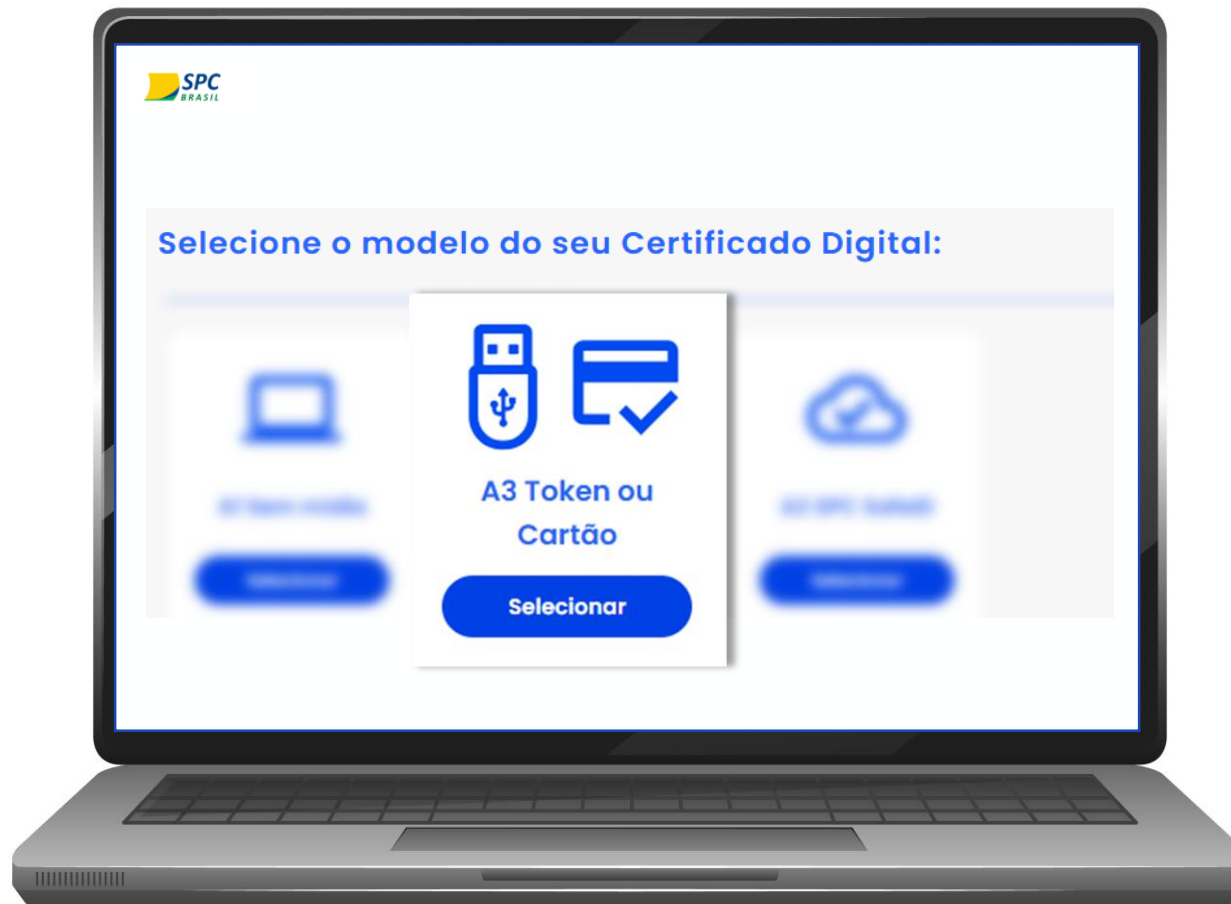 SPC
BRASIL
Selecione o modelo do seu Certificado Digital:
A3 Token ou
Cartão
Selecionar